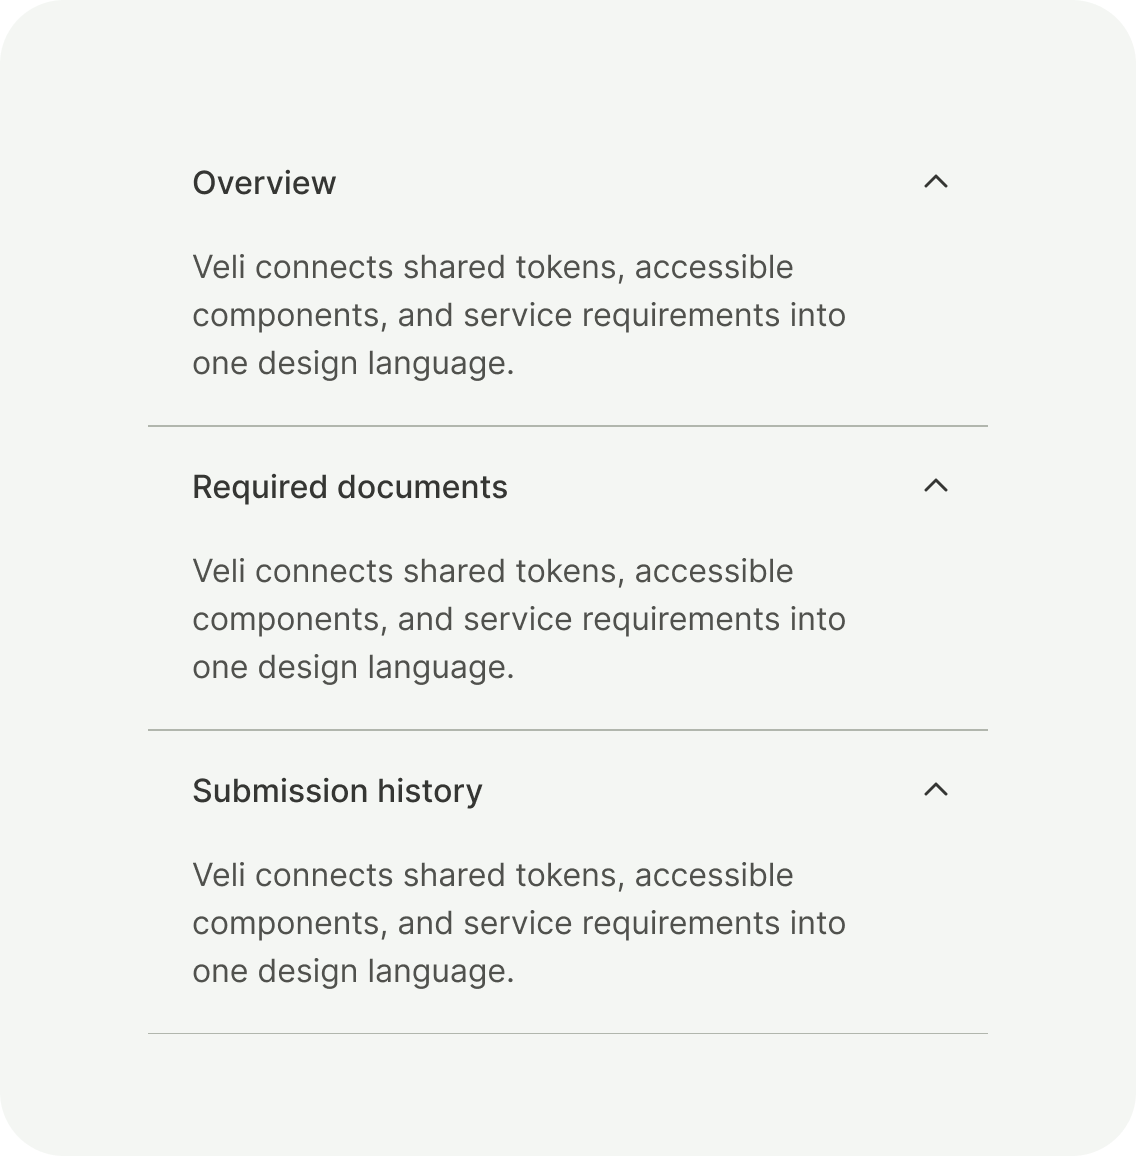 Overview
Veli connects shared tokens, accessible
components, and service requirements into
one design language.
Required documents
Veli connects shared tokens, accessible
components, and service requirements into
one design language.
Submission history
Veli connects shared tokens, accessible
components, and service requirements into
one design language.